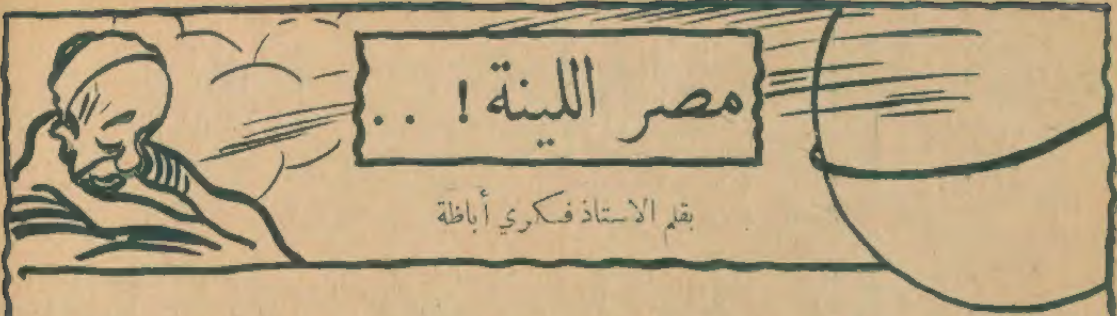 مصر اللينة ! . .
بقلم الاستاذ فكري أباظة